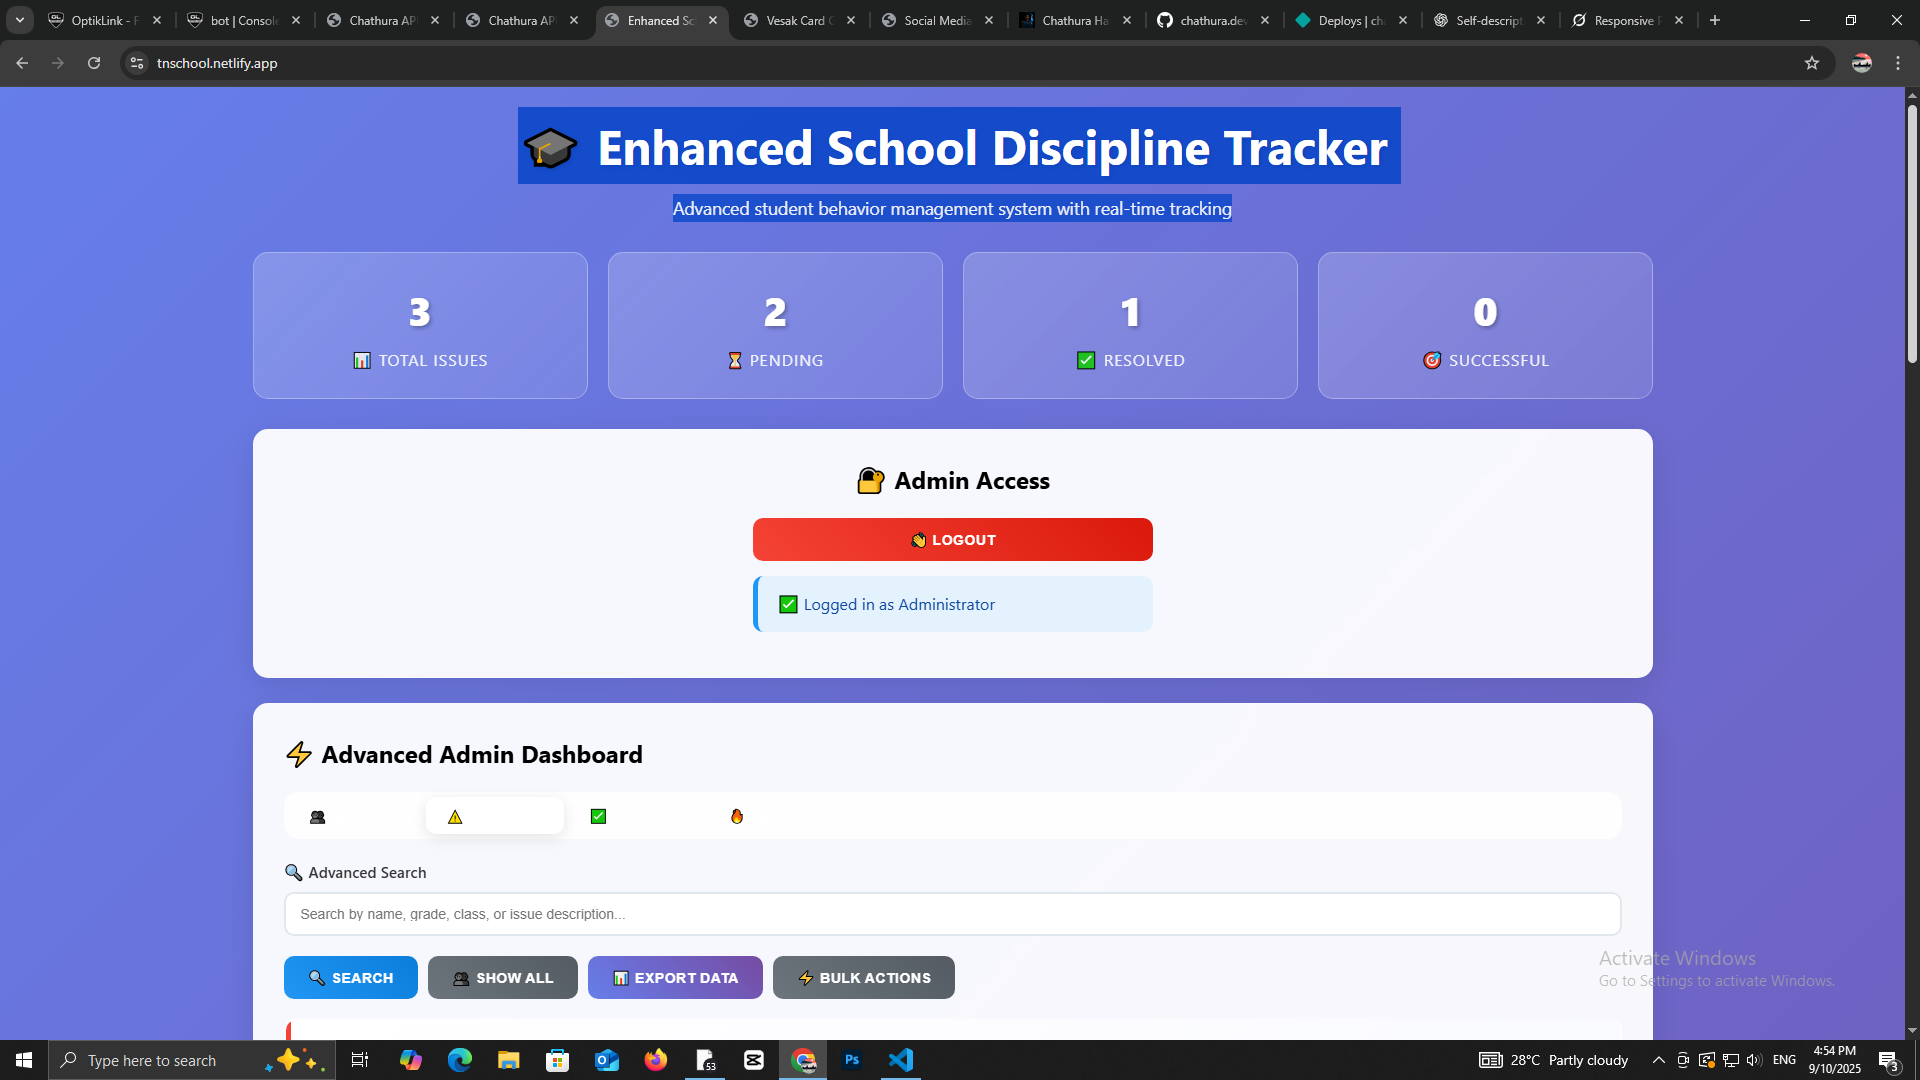 OptikLink - F
bot | Console
Chathura AP
Chathura AP
Enhanced Sc
Vesak Card
Social Media
Chathura Ha
chathura.dev
Deploys | ch
Self-descript
Responsive
tnschool.netlify.app
🎓 Enhanced School Discipline Tracker
Advanced student behavior management system with real-time tracking
3
📊 TOTAL ISSUES
2
⏳ PENDING
1
✅ RESOLVED
0
🎯 SUCCESSFUL
🔐 Admin Access
👋 LOGOUT
✅ Logged in as Administrator
⚡ Advanced Admin Dashboard
🔍 Advanced Search
Search by name, grade, class, or issue description...
🔍 SEARCH
👥 SHOW ALL
📊 EXPORT DATA
⚡ BULK ACTIONS
Activate Windows
Go to Settings to activate Windows.
Type here to search
53
Ps
28°C Partly cloudy
ENG
4:54 PM
9/10/2025
3